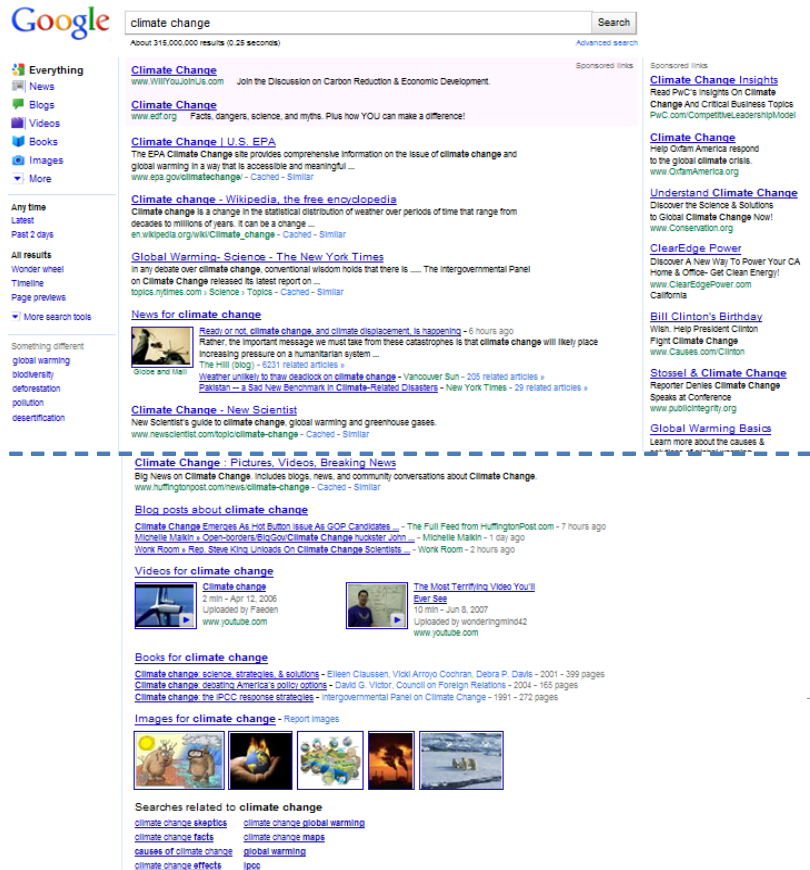 Google
climate change
Search
About 315,000,000 results (0.25 seconds)
Advanced search
Everything
News
Blogs
Videos
Books
Images
More
Any time
Latest
Past 2 days
All results
Wonder wheel
Timeline
Page previews
More search tools
Something different
global warming
biodiversity
deforestation
pollution
desertification
Sponsored links
Climate Change
www.WillYouJoinUs.com Join the Discussion on Carbon Reduction & Economic Development.
Climate Change
www.edf.org Facts, dangers, science, and myths. Plus how YOU can make a difference!
Climate Change | U.S. EPA
The EPA Climate Change site provides comprehensive information on the issue of climate change and
global warming in a way that is accessible and meaningful ...
www.epa.gov/climatechange/ - Cached - Similar
Climate change - Wikipedia, the free encyclopedia
Climate change is a change in the statistical distribution of weather over periods of time that range from
decades to millions of years. It can be a change ...
en.wikipedia.org/wiki/Climate_change - Cached - Similar
Global Warming- Science - The New York Times
In any debate over climate change, conventional wisdom holds that there is ..... The Intergovernmental Panel
on Climate Change released its latest report on ...
topics.nytimes.com › Science › Topics - Cached - Similar
News for climate change
Ready or not, climate change, and climate displacement, is happening - 6 hours ago
Rather, the important message we must take from these catastrophes is that climate change will likely place
increasing pressure on a humanitarian system ...
The Hill (blog) - 6231 related articles »
Globe and Mail
Weather unlikely to thaw deadlock on climate change - Vancouver Sun - 205 related articles »
Pakistan — a Sad New Benchmark in Climate-Related Disasters - New York Times - 29 related articles »
Climate Change - New Scientist
New Scientist's guide to climate change, global warming and greenhouse gases.
www.newscientist.com/topic/climate-change - Cached - Similar
Sponsored links
Climate Change Insights
Read PwC's Insights On Climate
Change And Critical Business Topics
PwC.com/CompetitiveLeadershipModel
Climate Change
Help Oxfam America respond
to the global climate crisis.
www.OxfamAmerica.org
Understand Climate Change
Discover the Science & Solutions
to Global Climate Change Now!
www.Conservation.org
ClearEdge Power
Discover A New Way To Power Your CA
Home & Office- Get Clean Energy!
www.ClearEdgePower.com
California
Bill Clinton's Birthday
Wish. Help President Clinton
Fight Climate Change
www.Causes.com/Clinton
Stossel & Climate Change
Reporter Denies Climate Change
Speaks at Conference
www.publicintegrity.org
Global Warming Basics
Learn more about the causes &
Climate Change : Pictures, Videos, Breaking News
Big News on Climate Change. Includes blogs, news, and community conversations about Climate Change.
www.huffingtonpost.com/news/climate-change - Cached - Similar
Blog posts about climate change
Climate Change Emerges As Hot Button Issue As GOP Candidates ... - The Full Feed from HuffingtonPost.com - 7 hours ago
Michelle Malkin » Open-borders/BigGov/Climate Change huckster John ... - Michelle Malkin - 1 day ago
Wonk Room » Rep. Steve King Unloads On Climate Change Scientists ... - Wonk Room - 2 hours ago
Videos for climate change
Climate change
2 min - Apr 12, 2006
Uploaded by Faeden
www.youtube.com
The Most Terrifying Video You'll
Ever See
10 min - Jun 8, 2007
Uploaded by wonderingmind42
www.youtube.com
Books for climate change
Climate change: science, strategies, & solutions - Eileen Claussen, Vicki Arroyo Cochran, Debra P. Davis - 2001 - 399 pages
Climate change: debating America's policy options - David G. Victor, Council on Foreign Relations - 2004 - 165 pages
Climate change: the IPCC response strategies - Intergovernmental Panel on Climate Change - 1991 - 272 pages
Images for climate change - Report images
Searches related to climate change
climate change skeptics climate change global warming
climate change facts climate change maps
causes of climate change global warming
climate change effects ipcc